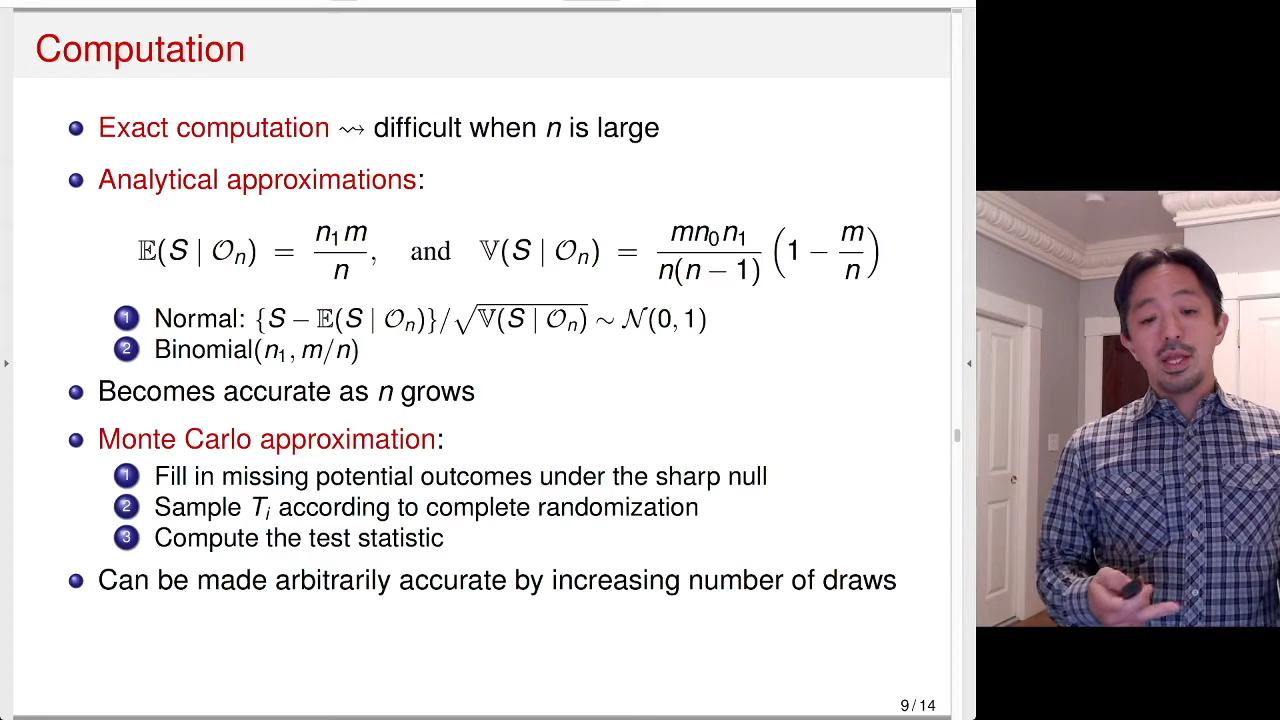 Computation
Exact computation ⇝ difficult when n is large
Analytical approximations:
𝔼(S | 𝒪ₙ) = n₁m / n, and 𝕍(S | 𝒪ₙ) = mn₀n₁ / n(n − 1) (1 − m/n)
1 Normal: {S − 𝔼(S | 𝒪ₙ)}/√𝕍(S | 𝒪ₙ) ∼ 𝒩(0, 1)
2 Binomial(n₁, m/n)
Becomes accurate as n grows
Monte Carlo approximation:
1 Fill in missing potential outcomes under the sharp null
2 Sample Tᵢ according to complete randomization
3 Compute the test statistic
Can be made arbitrarily accurate by increasing number of draws
9 / 14